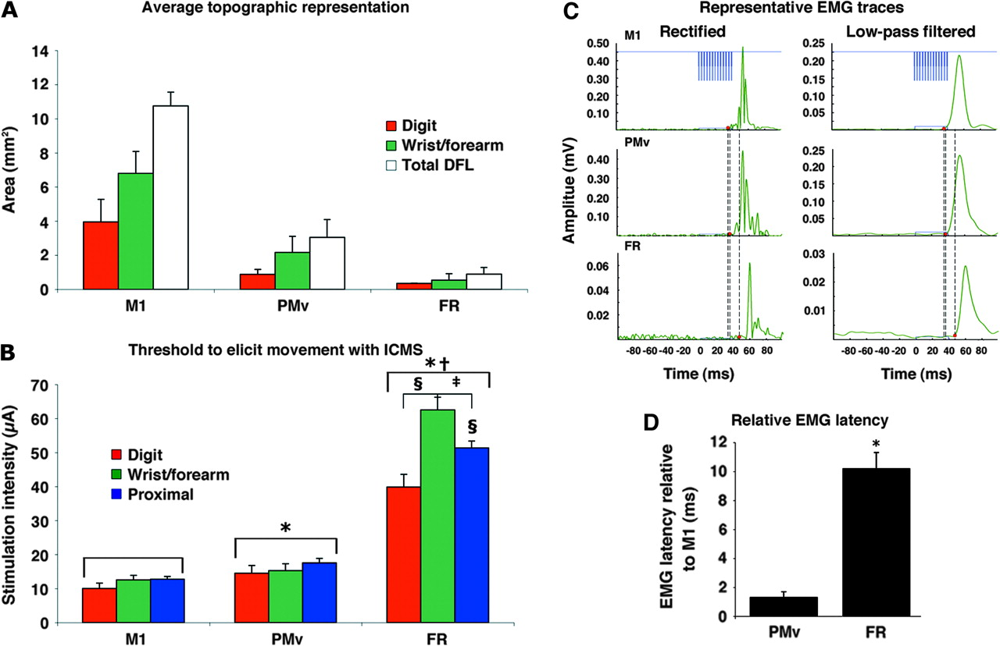 A
Average topographic representation
Area (mm²)
14
12
10
8
6
4
2
0
Digit
Wrist/forearm
Total DFL
M1 PMv FR
B
Threshold to elicit movement with ICMS
Stimulation intensity (µA)
70
60
50
40
30
20
10
0
Digit
Wrist/forearm
Proximal
*
*†
§ ‡
§
M1 PMv FR
C
Representative EMG traces
Rectified Low-pass filtered
Amplitue (mV)
M1
0.50
0.40
0.30
0.20
0.10
0.25
0.20
0.15
0.10
0.05
PMv
0.40
0.30
0.20
0.10
0.25
0.20
0.15
0.10
0.05
FR
0.06
0.04
0.02
0.03
0.02
0.01
-80 -60 -40 -20 0 20 40 60 80
-80 -60 -40 -20 0 20 40 60 80
Time (ms) Time (ms)
D
Relative EMG latency
EMG latency relative
to M1 (ms)
12
10
8
6
4
2
0
*
PMv FR